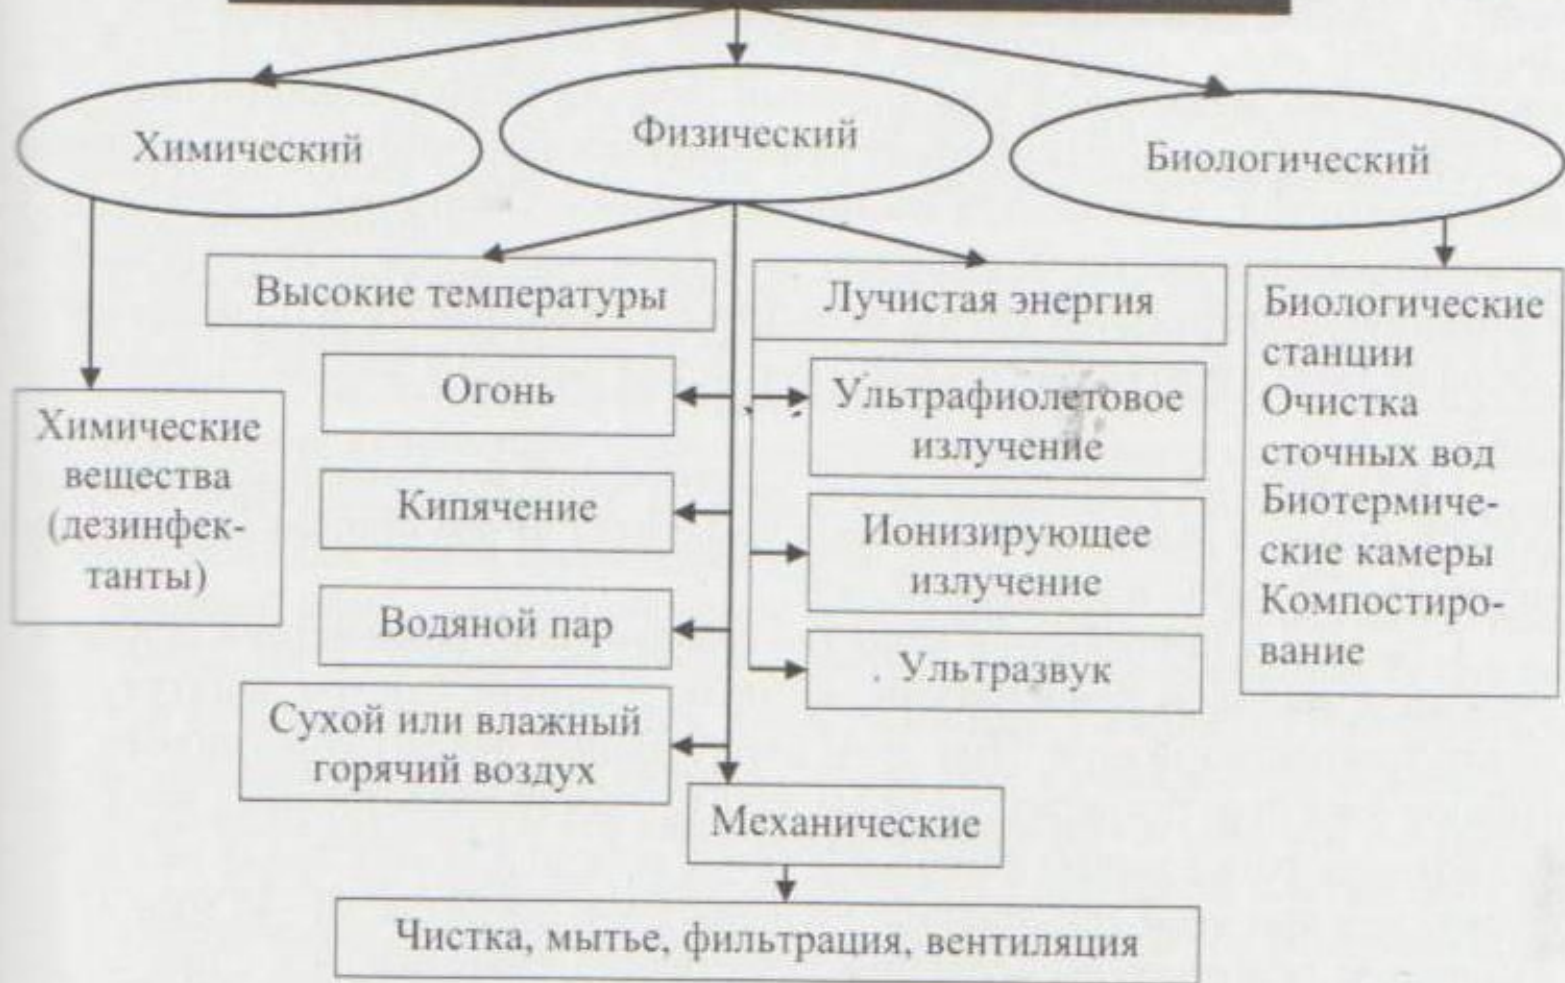 Химический
Физический
Биологический
Высокие температуры
Лучистая энергия
Огонь
Кипячение
Водяной пар
Сухой или влажный
горячий воздух
Ультрафиолетовое
излучение
Ионизирующее
излучение
Ультразвук
Химические
вещества
(дезинфек-
танты)
Биологические
станции
Очистка
сточных вод
Биотермиче-
ские камеры
Компостиро-
вание
Механические
Чистка, мытье, фильтрация, вентиляция